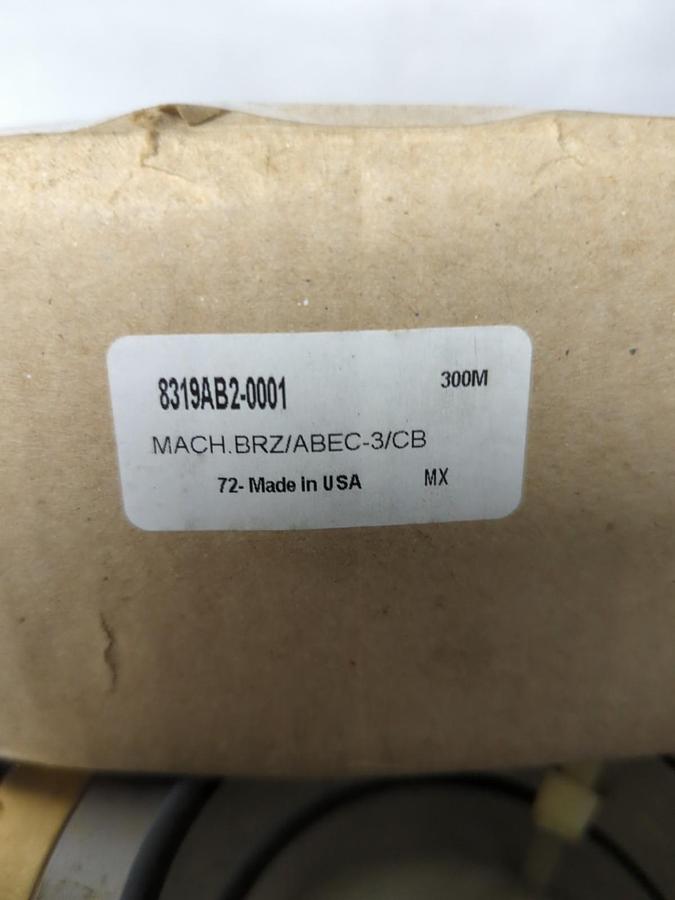 8319AB2-0001 300M
MACH.BRZ/ABEC-3/CB
72- Made in USA MX